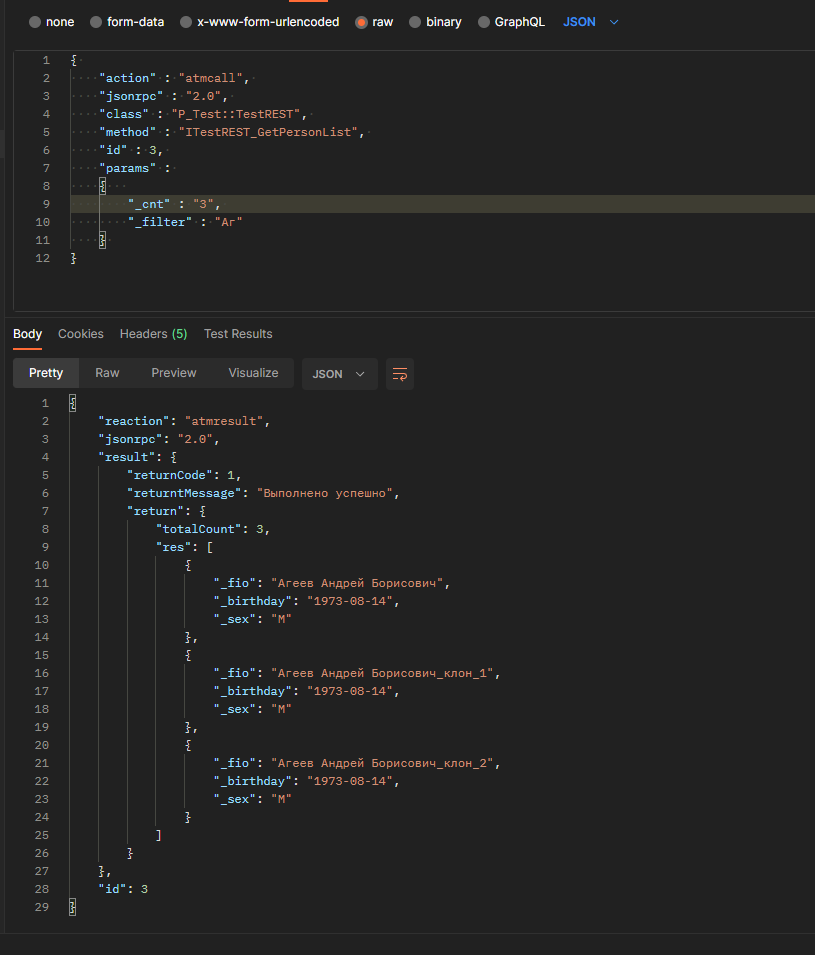 none form-data x-www-form-urlencoded raw binary GraphQL JSON
1 {
2 "action" : "atmcall",
3 "jsonrpc" : "2.0",
4 "class" : "P_Test::TestREST",
5 "method" : "ITestREST_GetPersonList",
6 "id" : 3,
7 "params" :
8 {
9 "_cnt" : "3",
10 "_filter" : "Аг"
11 }
12 }
Body Cookies Headers (5) Test Results
Pretty Raw Preview Visualize JSON
1 {
2 "reaction": "atmresult",
3 "jsonrpc": "2.0",
4 "result": {
5 "returnCode": 1,
6 "returntMessage": "Выполнено успешно",
7 "return": {
8 "totalCount": 3,
9 "res": [
10 {
11 "_fio": "Агеев Андрей Борисович",
12 "_birthday": "1973-08-14",
13 "_sex": "М"
14 },
15 {
16 "_fio": "Агеев Андрей Борисович_клон_1",
17 "_birthday": "1973-08-14",
18 "_sex": "М"
19 },
20 {
21 "_fio": "Агеев Андрей Борисович_клон_2",
22 "_birthday": "1973-08-14",
23 "_sex": "М"
24 }
25 ]
26 }
27 },
28 "id": 3
29 }